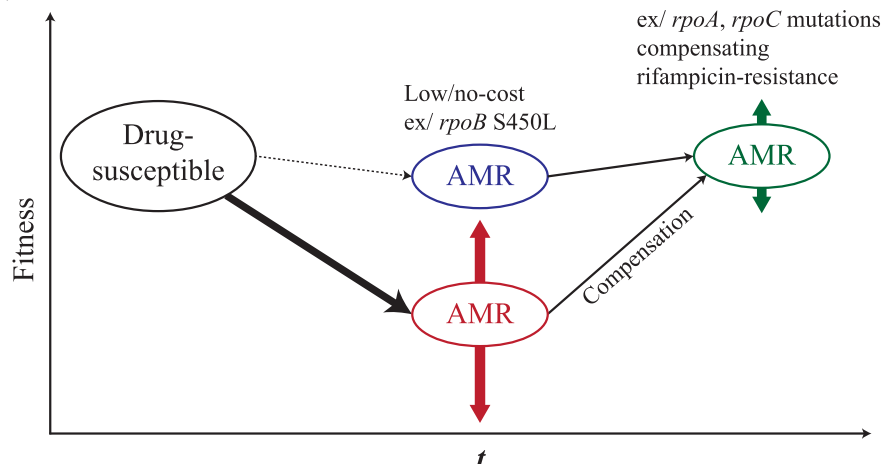 ex/ rpoA, rpoC mutations
compensating
rifampicin-resistance
Low/no-cost
ex/ rpoB S450L
Drug-
susceptible
AMR
AMR
AMR
Compensation
Fitness
t